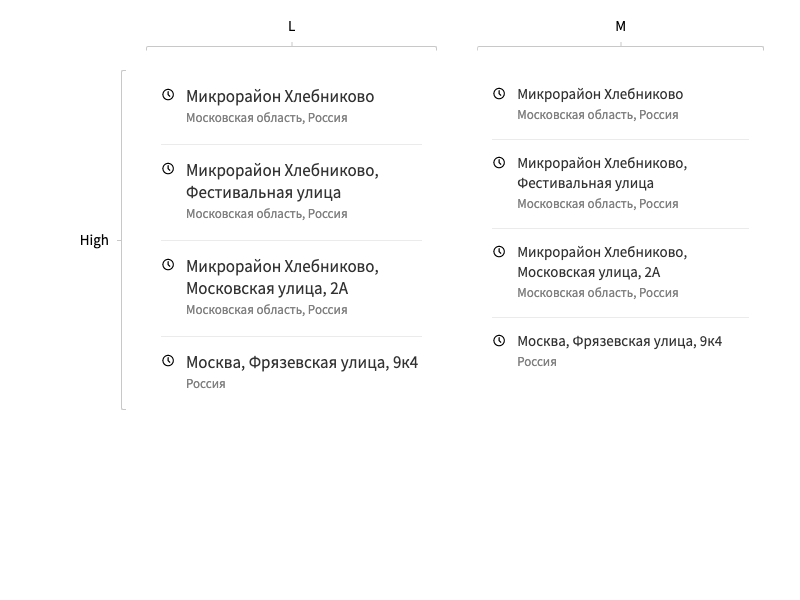 L
M
High
Микрорайон Хлебниково
Московская область, Россия
Микрорайон Хлебниково,
Фестивальная улица
Московская область, Россия
Микрорайон Хлебниково,
Московская улица, 2А
Московская область, Россия
Москва, Фрязевская улица, 9к4
Россия
Микрорайон Хлебниково
Московская область, Россия
Микрорайон Хлебниково,
Фестивальная улица
Московская область, Россия
Микрорайон Хлебниково,
Московская улица, 2А
Московская область, Россия
Москва, Фрязевская улица, 9к4
Россия